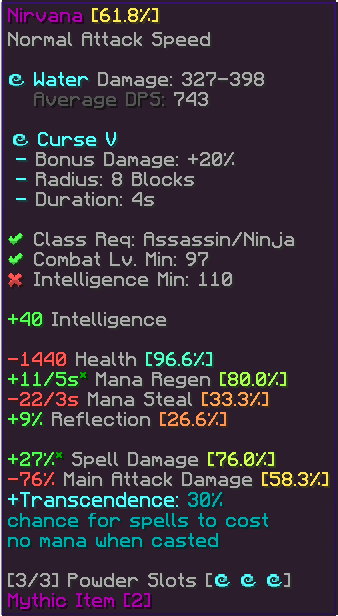 Nirvana [61.8%]
Normal Attack Speed
Water Damage: 327-398
Average DPS: 743
Curse V
- Bonus Damage: +20%
- Radius: 8 Blocks
- Duration: 4s
✔ Class Req: Assassin/Ninja
✔ Combat Lv. Min: 97
✖ Intelligence Min: 110
+40 Intelligence
-1440 Health [96.6%]
+11/5s* Mana Regen [80.0%]
-22/3s Mana Steal [33.3%]
+9% Reflection [26.6%]
+27%* Spell Damage [76.0%]
-76% Main Attack Damage [58.3%]
+Transcendence: 30%
chance for spells to cost
no mana when casted
[3/3] Powder Slots [ ]
Mythic Item [2]